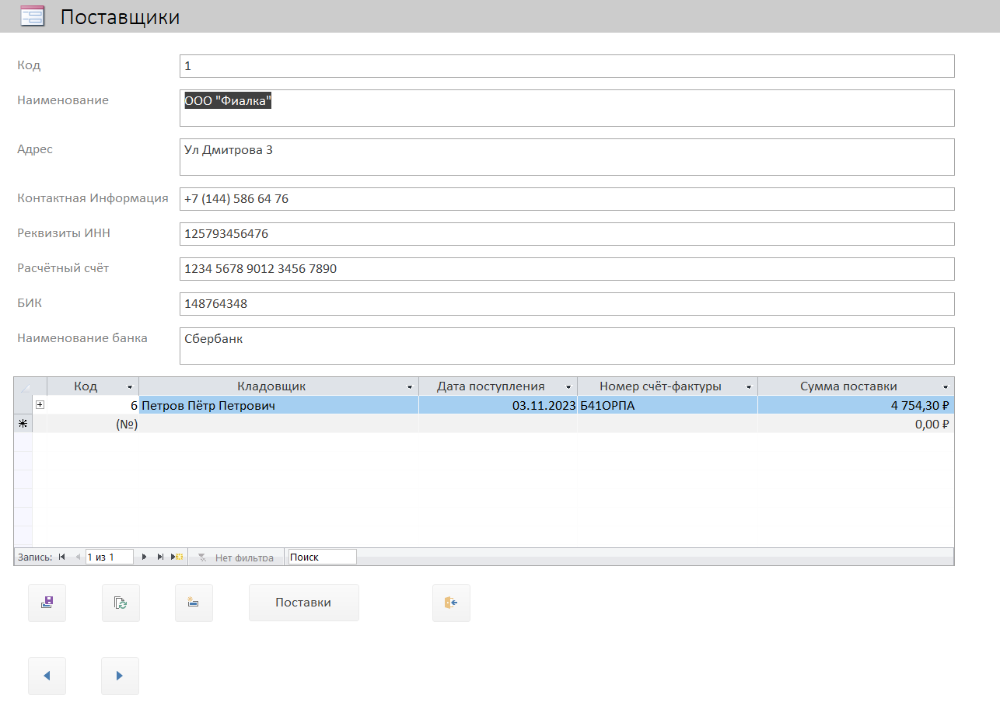 Поставщики
Код 1
Наименование ООО "Фиалка"
Адрес Ул Дмитрова 3
Контактная Информация +7 (144) 586 64 76
Реквизиты ИНН 125793456476
Расчётный счёт 1234 5678 9012 3456 7890
БИК 148764348
Наименование банка Сбербанк
Код Кладовщик Дата поступления Номер счёт-фактуры Сумма поставки
6 Петров Пётр Петрович 03.11.2023 Б41ОРПА 4 754,30 ₽
(№) 0,00 ₽
Запись: 1 из 1 Нет фильтра Поиск
Поставки